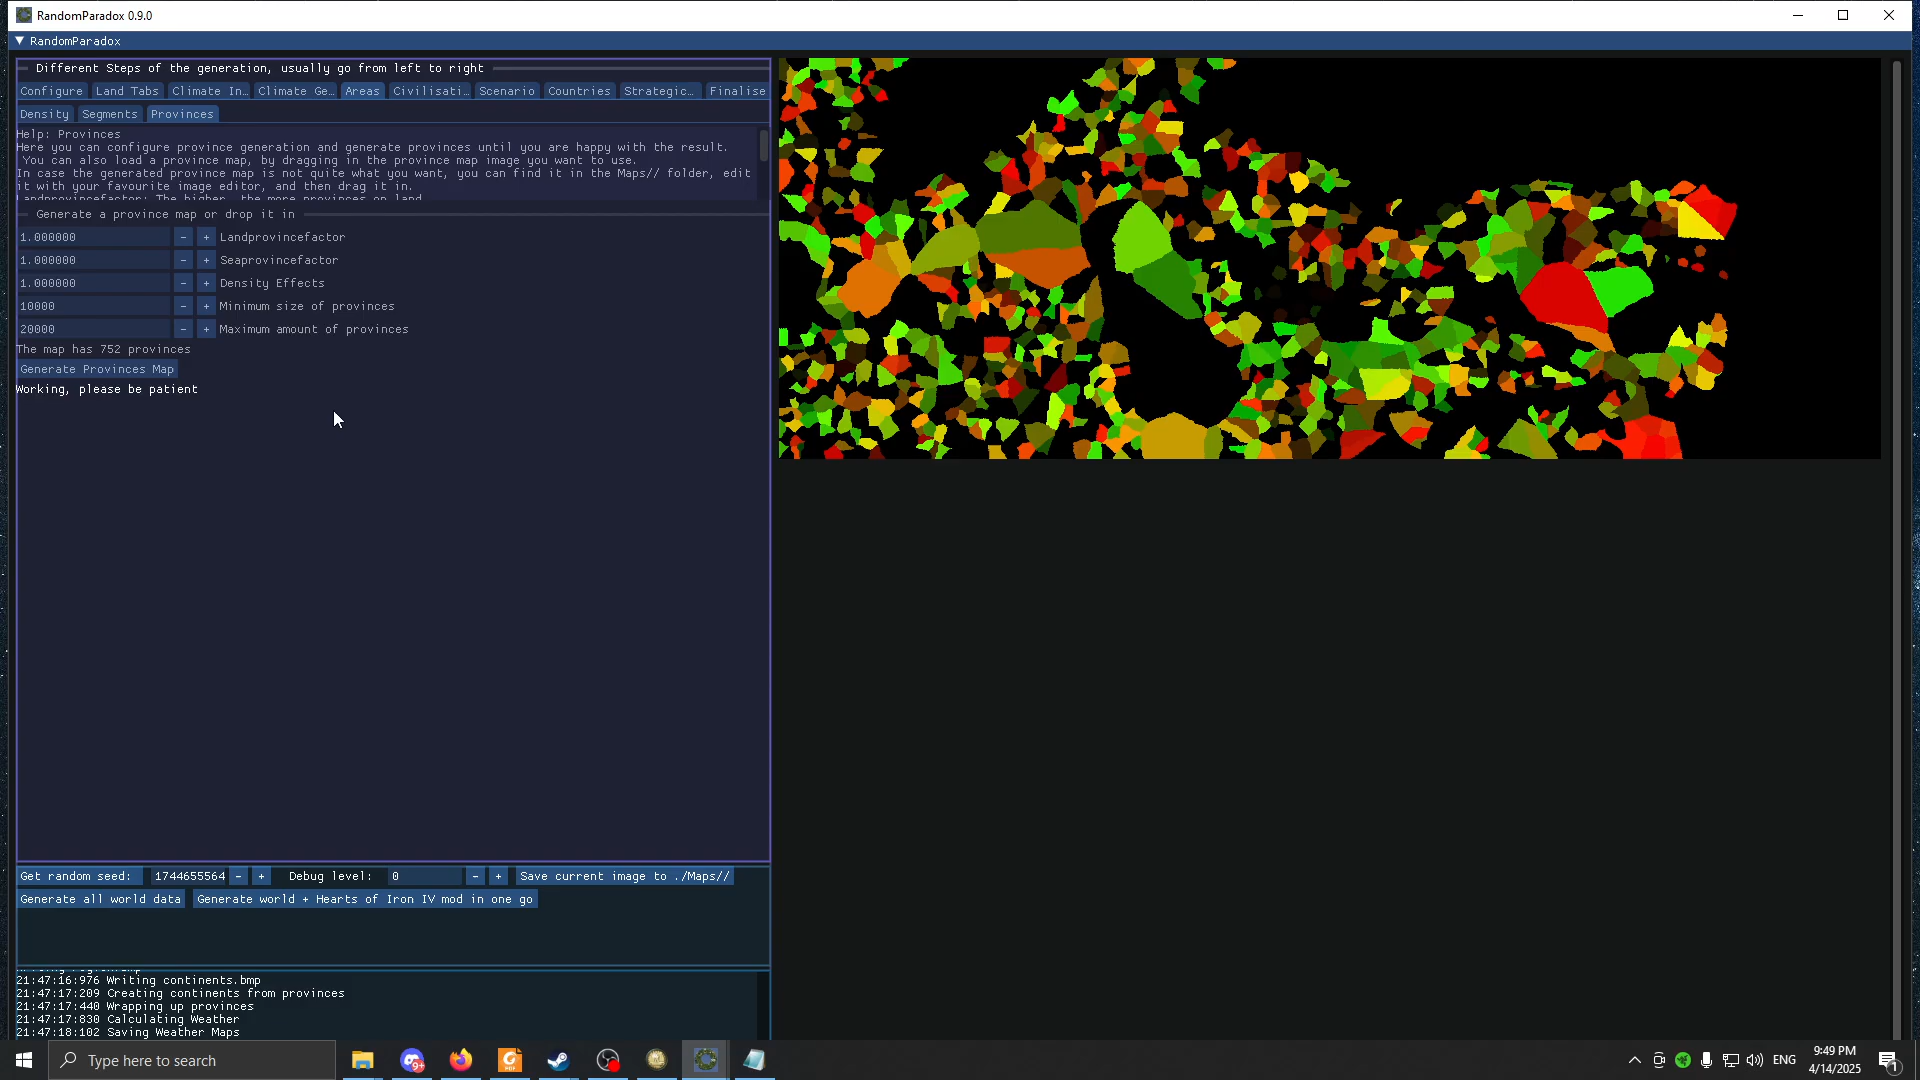 RandomParadox 0.9.0
RandomParadox
Different Steps of the generation, usually go from left to right
Configure Land Tabs Climate In… Climate Ge… Areas Civilisati… Scenario Countries Strategic… Finalise
Density Segments Provinces
Help: Provinces
Here you can configure province generation and generate provinces until you are happy with the result.
You can also load a province map, by dragging in the province map image you want to use.
In case the generated province map is not quite what you want, you can find it in the Maps// folder, edit
it with your favourite image editor, and then drag it in.
Landprovincefactor: The higher, the more provinces on land
Generate a province map or drop it in
1.000000 - + Landprovincefactor
1.000000 - + Seaprovincefactor
1.000000 - + Density Effects
10000 - + Minimum size of provinces
20000 - + Maximum amount of provinces
The map has 752 provinces
Generate Provinces Map
Working, please be patient
Get random seed: 1744655564 - + Debug level: 0 - + Save current image to ./Maps//
Generate all world data Generate world + Hearts of Iron IV mod in one go
21:47:16:976 Writing continents.bmp
21:47:17:209 Creating continents from provinces
21:47:17:440 Wrapping up provinces
21:47:17:830 Calculating Weather
21:47:18:102 Saving Weather Maps
Type here to search
9+
ENG
9:49 PM
4/14/2025
1